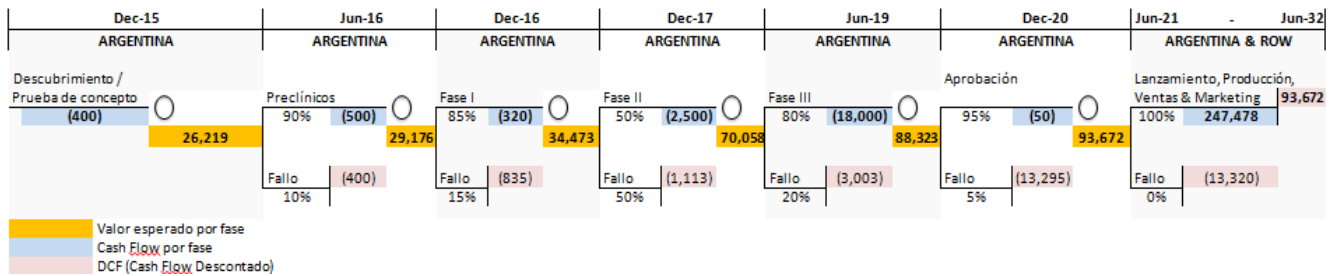 Dec-15 Jun-16 Dec-16 Dec-17 Jun-19 Dec-20 Jun-21 - Jun-32
ARGENTINA ARGENTINA ARGENTINA ARGENTINA ARGENTINA ARGENTINA ARGENTINA & ROW
Descubrimiento / Aprobación Lanzamiento, Producción,
Prueba de concepto Preclínicos Fase I Fase II Fase III Ventas & Marketing 93,672
(400) 90% (500) 85% (320) 50% (2,500) 80% (18,000) 95% (50) 100% 247,478
26,219 29,176 34,473 70,058 88,323 93,672
Fallo (400) Fallo (835) Fallo (1,113) Fallo (3,003) Fallo (13,295) Fallo (13,320)
10% 15% 50% 20% 5% 0%
Valor esperado por fase
Cash Flow por fase
DCF (Cash Flow Descontado)